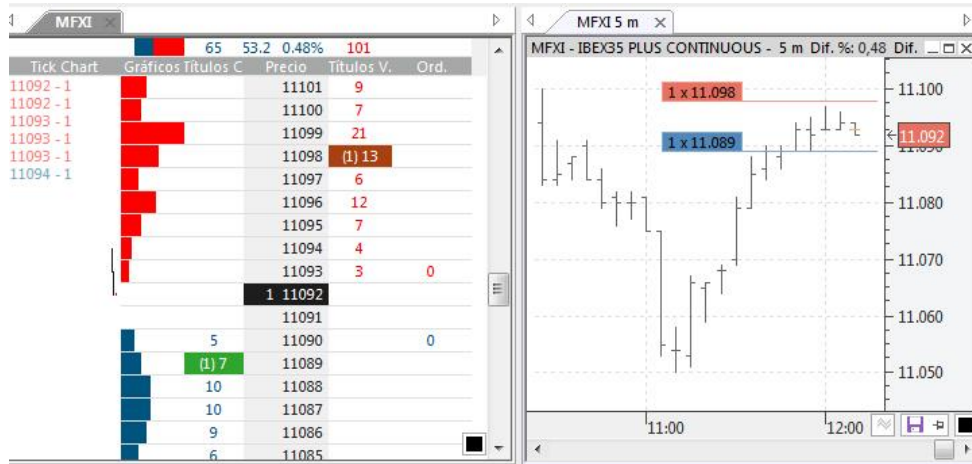 MFXI
65 53.2 0.48% 101
Tick Chart Gráficos Títulos C Precio Títulos V. Ord.
11092 - 1 11101 9
11092 - 1 11100 7
11093 - 1 11099 21
11093 - 1 11098 (1) 13
11093 - 1 11097 6
11094 - 1 11096 12
11095 7
11094 4
11093 3 0
1 11092
11091
5 11090 0
(1) 7 11089
10 11088
10 11087
9 11086
6 11085
MFXI 5 m
MFXI - IBEX35 PLUS CONTINUOUS - 5 m Dif. %: 0,48 Dif.
1 x 11.098
1 x 11.089
11.100
11.092
11.090
11.080
11.070
11.060
11.050
11:00 12:00